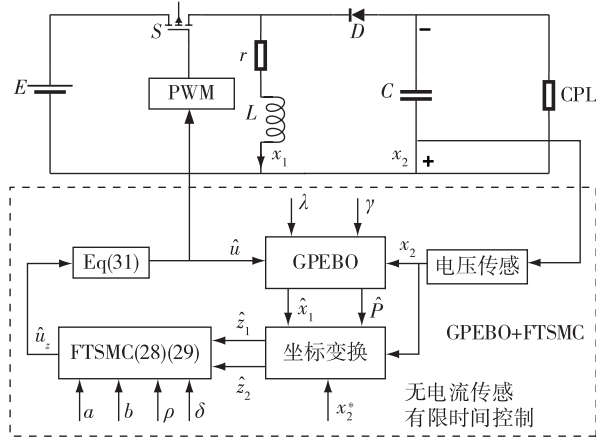 S
D
−
E
r
PWM
L
C
CPL
x₁
x₂
+
λ
γ
Eq(31)
û
GPEBO
x₂
电压传感
x̂₁
P̂
û_z
FTSMC(28)(29)
ẑ₁
ẑ₂
坐标变换
GPEBO+FTSMC
a
b
ρ
δ
x₂*
无电流传感
有限时间控制